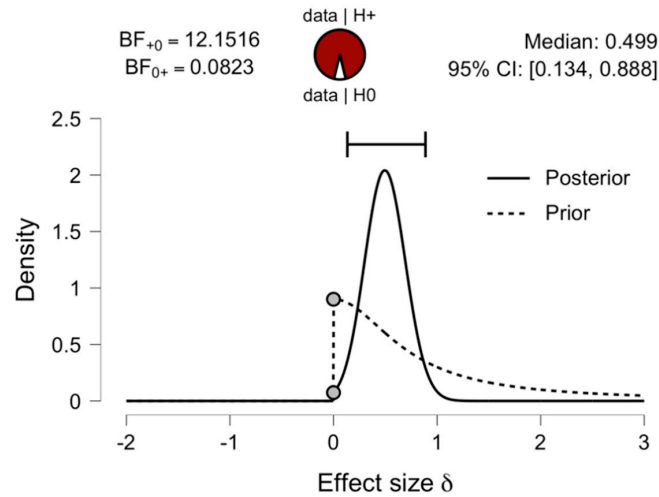 data | H+
BF+0 = 12.1516
BF0+ = 0.0823
Median: 0.499
95% CI: [0.134, 0.888]
data | H0
2.5
2
1.5
1
0.5
0
Density
Posterior
Prior
-2 -1 0 1 2 3
Effect size δ